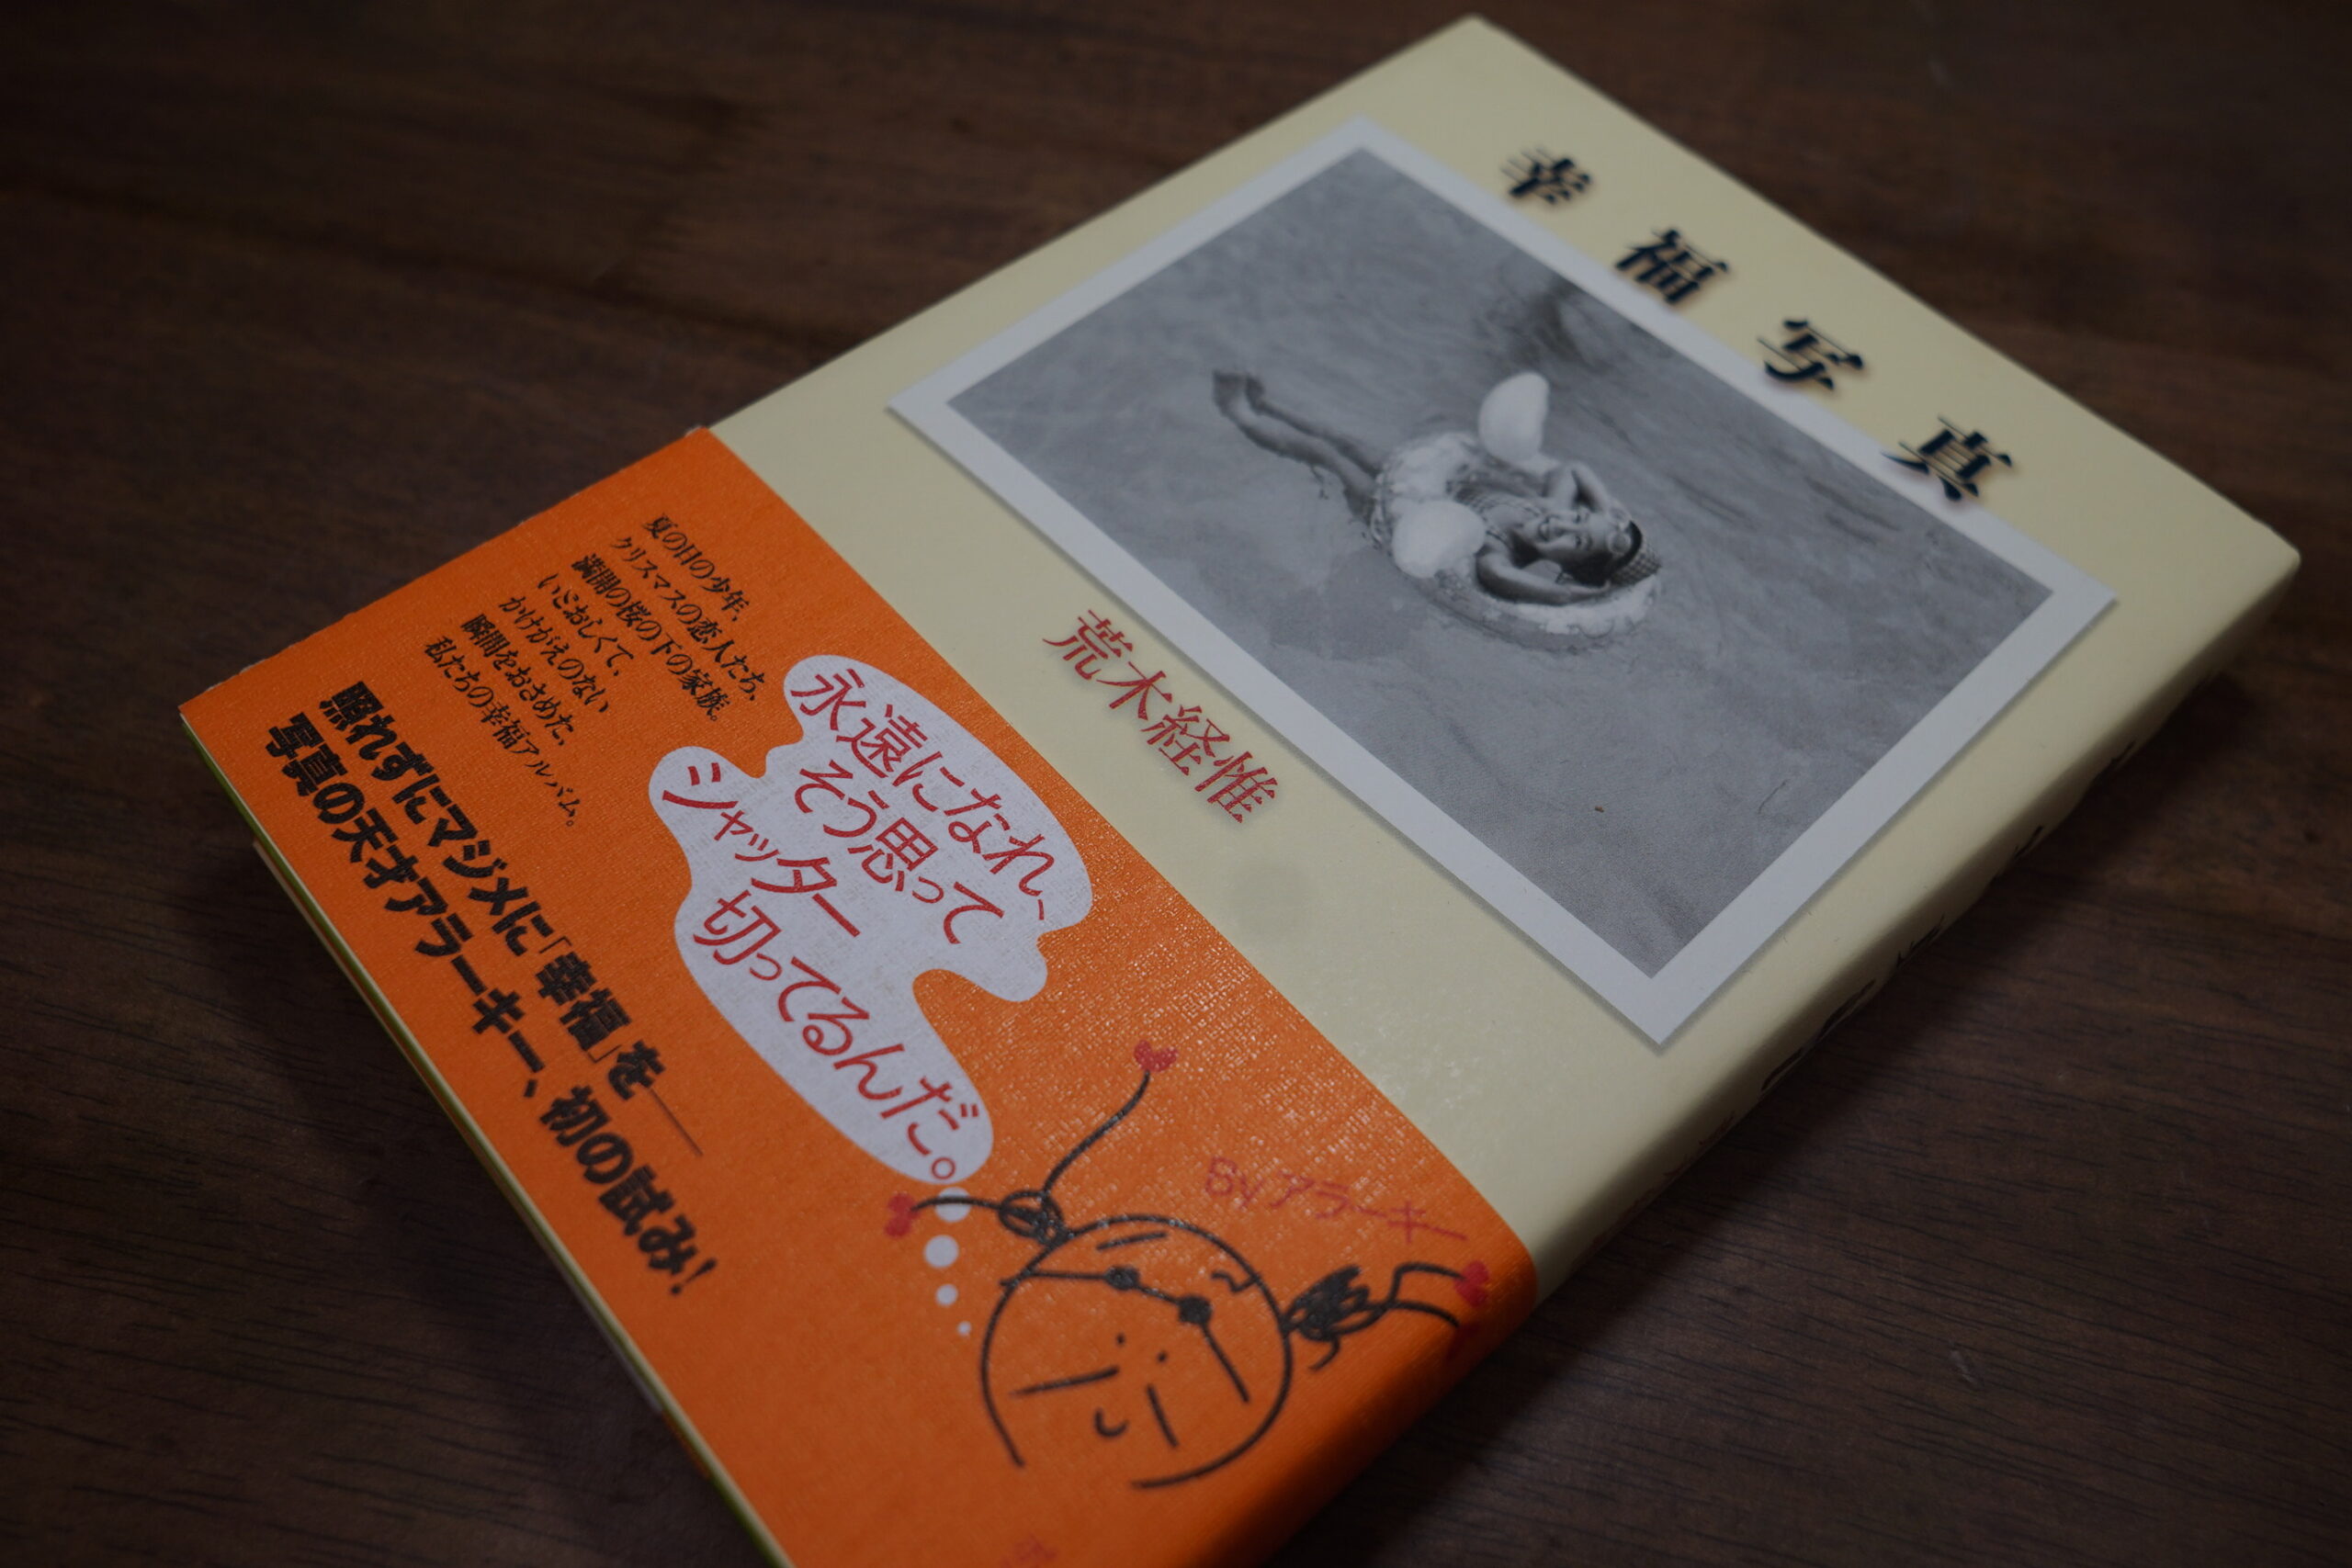 幸福写真
荒木経惟
夏の日の少年、
クリスマスの恋人たち、
満開の桜の下の家族。
いとおしくて、
かけがえのない
瞬間をおさめた、
私たちの幸福アルバム。
照れずにマジメに「幸福」を──
写真の天才アラーキー、初の試み!
永遠になれ、
そう思って
シャッター
切ってるんだ。
BYアラーキー